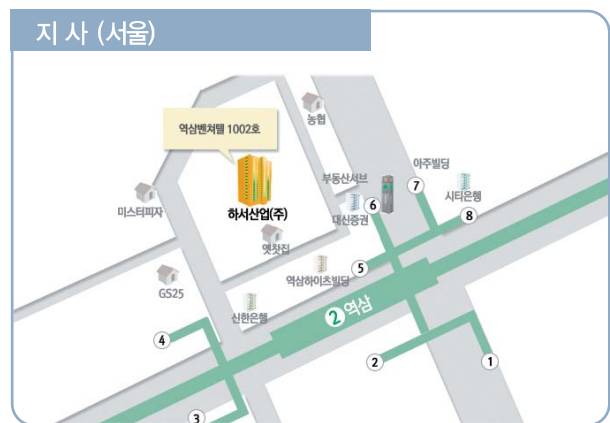 지 사 (서울)
농협
역삼벤쳐텔 1002호
아주빌딩
부동산서브
7
시티은행
미스터피자
하서산업(주)
6
대신증권
8
옛찻집
5
역삼하이츠빌딩
GS25
신한은행
2 역삼
4
2
1
3